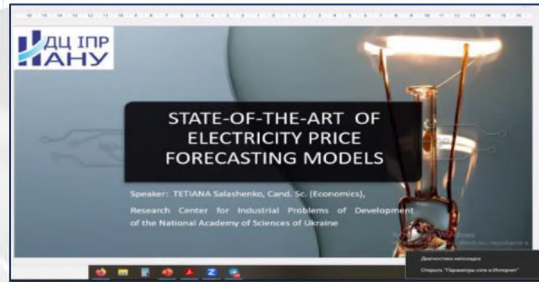 ДЦ ІПР
НАНУ
STATE-OF-THE-ART OF
ELECTRICITY PRICE
FORECASTING MODELS
Speaker: TETIANA Salashenko, Cand. Sc. (Economics),
Research Center for Industrial Problems of Development
of the National Academy of Sciences of Ukraine
Диагностика неполадок
Открыть "Параметры сети и Интернет"